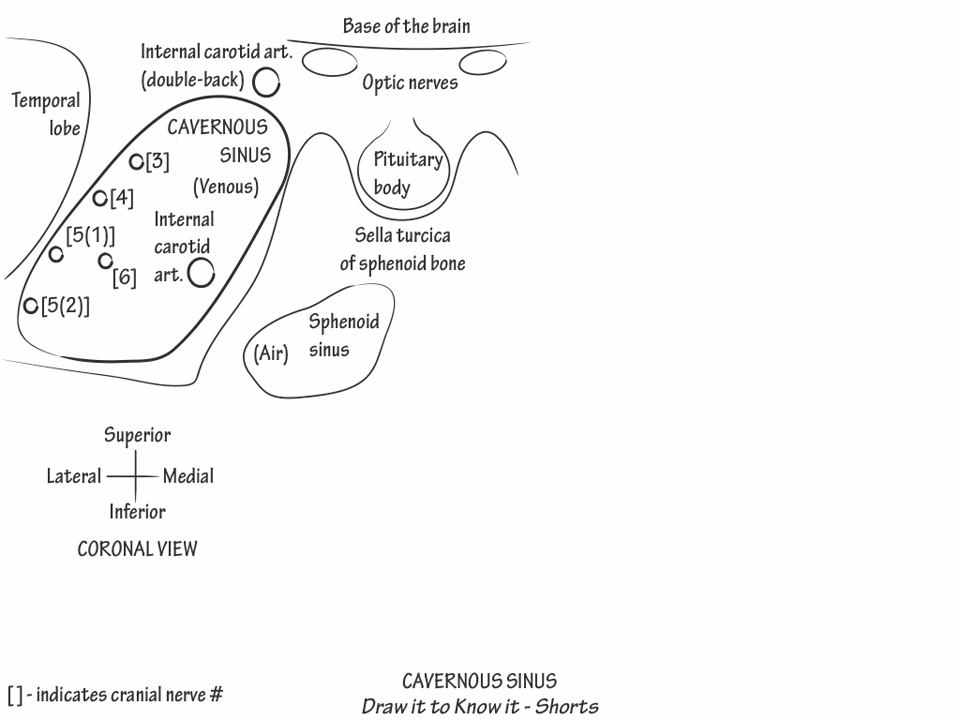 Base of the brain
Internal carotid art.
(double-back)
Optic nerves
Temporal
lobe
CAVERNOUS
SINUS
(Venous)
[3]
[4]
[5(1)]
[6]
[5(2)]
Internal
carotid
art.
Pituitary
body
Sella turcica
of sphenoid bone
Sphenoid
sinus
(Air)
Superior
Lateral
Medial
Inferior
CORONAL VIEW
[ ] - indicates cranial nerve #
CAVERNOUS SINUS
Draw it to Know it - Shorts